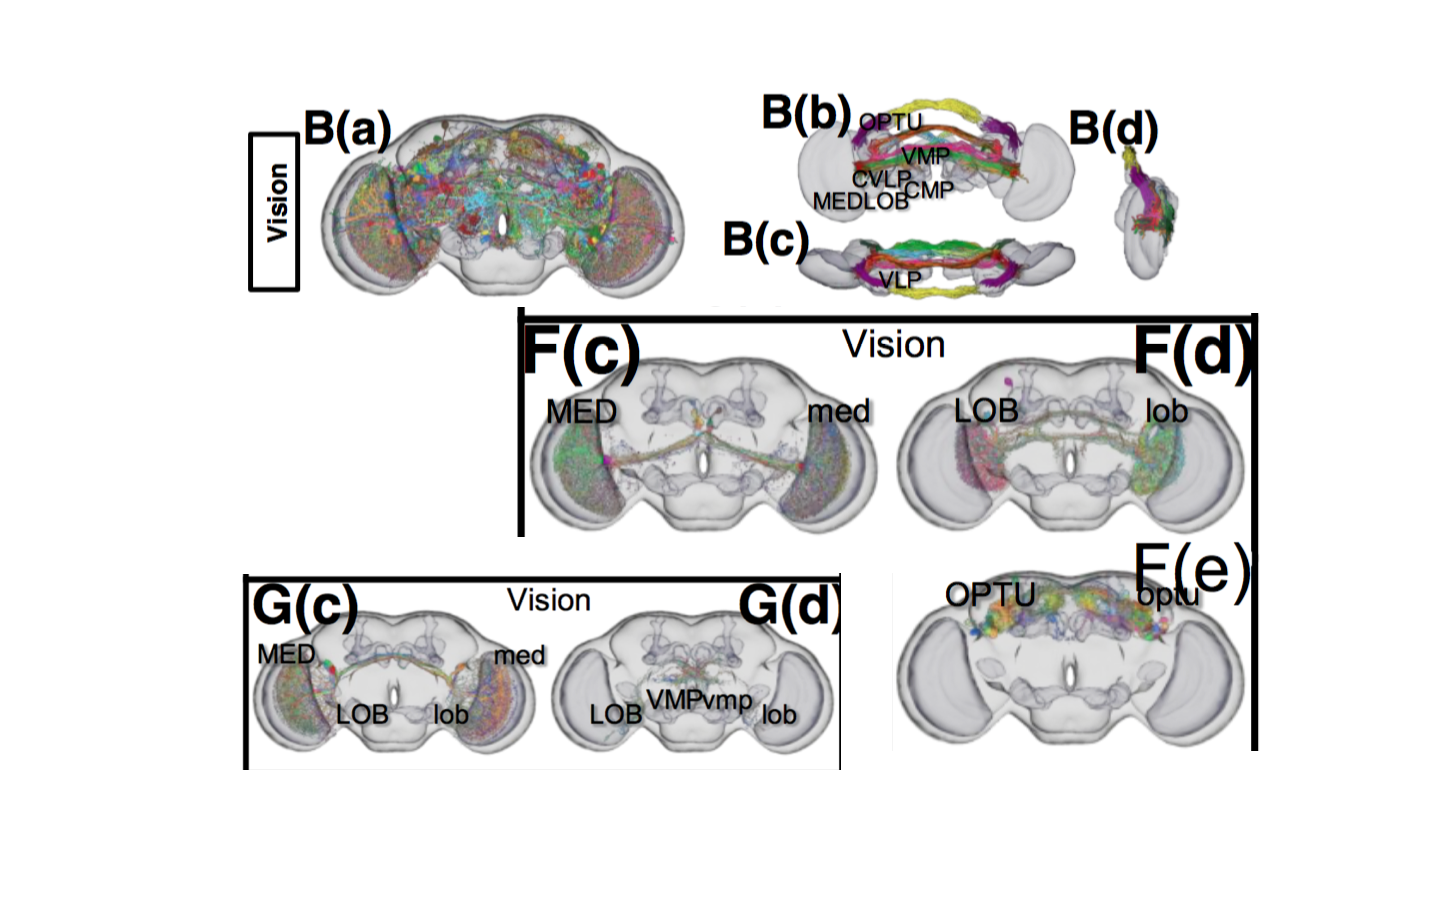 Vision
B(a)
B(b)
OPTU
VMP
CVLP
CMP
MEDLOB
B(c)
VLP
B(d)
F(c)
Vision
F(d)
MED
med
LOB
lob
F(e)
OPTU
optu
G(c)
Vision
G(d)
MED
med
LOB
lob
VMPvmp
LOB
lob